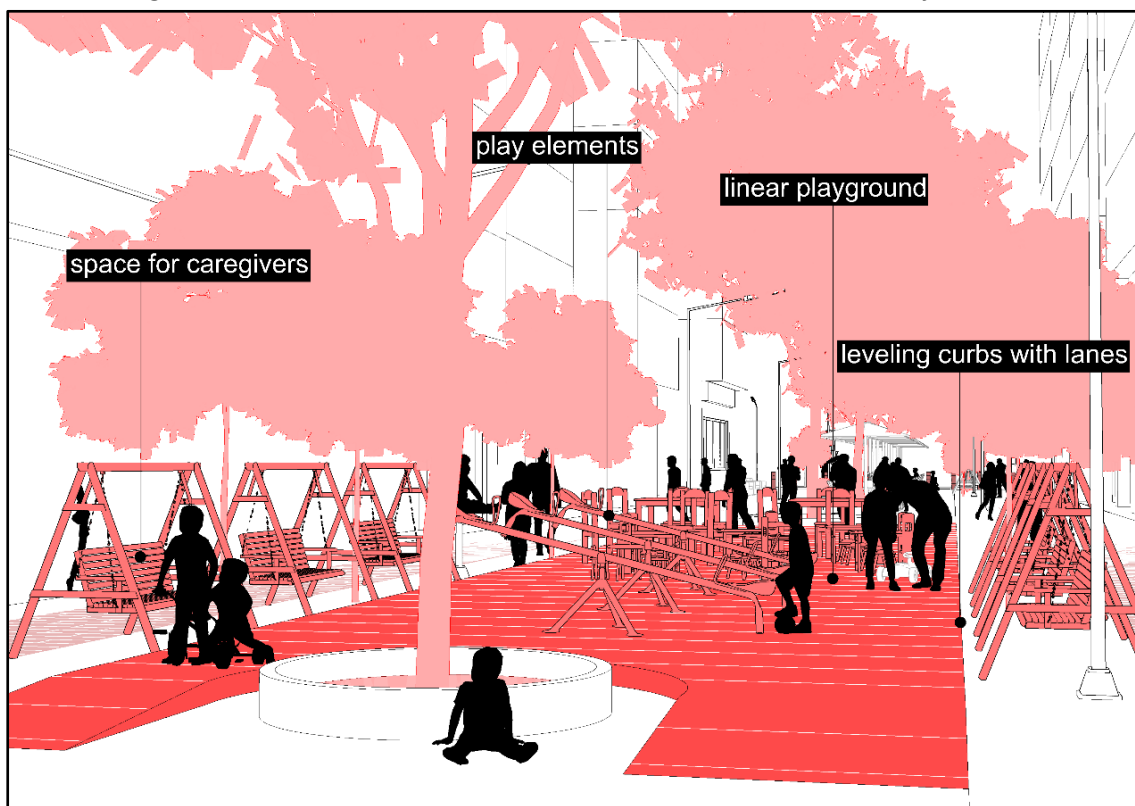 play elements
linear playground
space for caregivers
leveling curbs with lanes